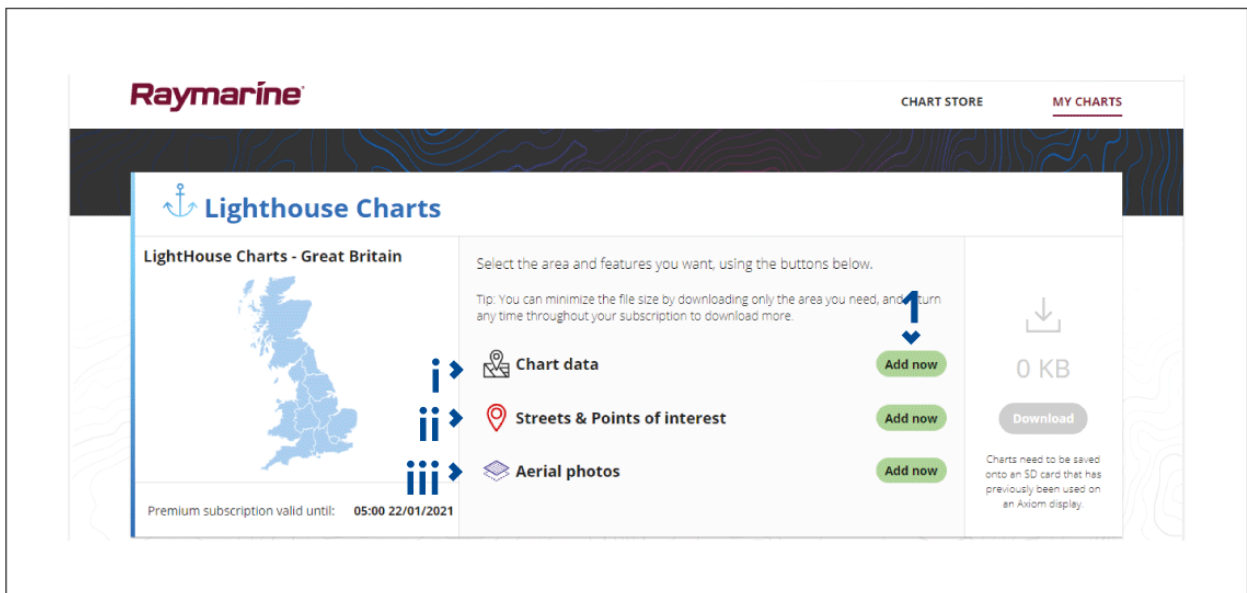 Raymarine
CHART STORE
MY CHARTS
Lighthouse Charts
LightHouse Charts - Great Britain
Premium subscription valid until: 05:00 22/01/2021
Select the area and features you want, using the buttons below.
Tip: You can minimize the file size by downloading only the area you need, and return
any time throughout your subscription to download more.
1
i Chart data Add now
ii Streets & Points of interest Add now
iii Aerial photos Add now
0 KB
Download
Charts need to be saved
onto an SD card that has
previously been used on
an Axiom display.